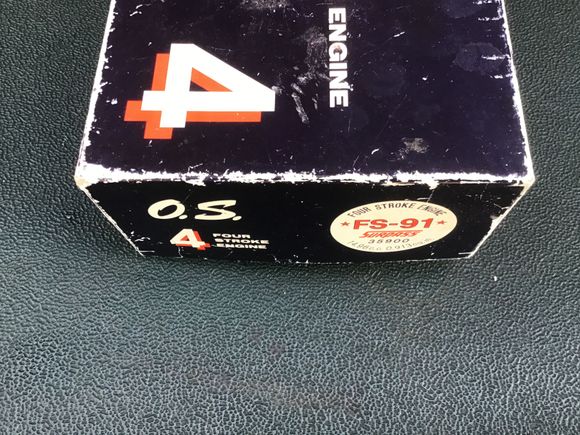 ENGINE
4
O.S.
4 FOUR
STROKE
ENGINE
FOUR STROKE ENGINE
★ FS-91 ★
SURPASS
35900